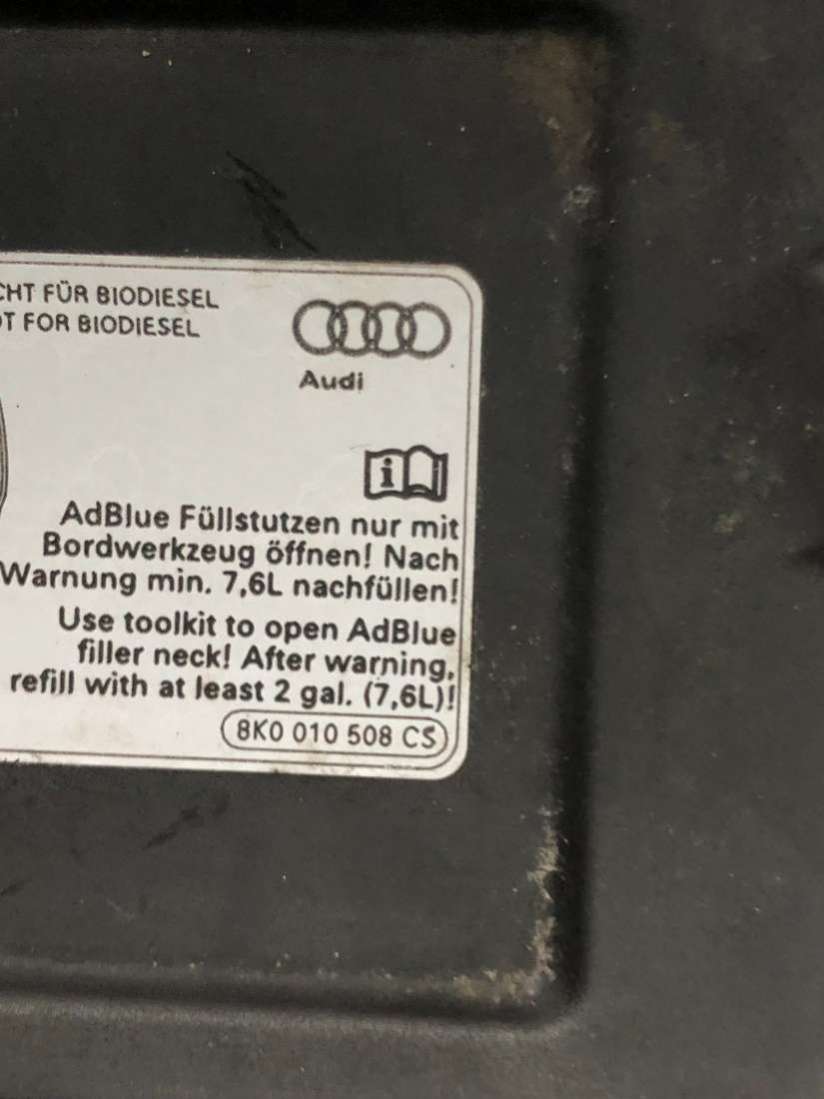 FÜR BIODIESEL
FOR BIODIESEL
Audi
i
AdBlue Füllstutzen nur mit
Bordwerkzeug öffnen! Nach
Warnung min. 7,6L nachfüllen!
Use toolkit to open AdBlue
filler neck! After warning,
refill with at least 2 gal. (7,6L)!
8K0 010 508 CS